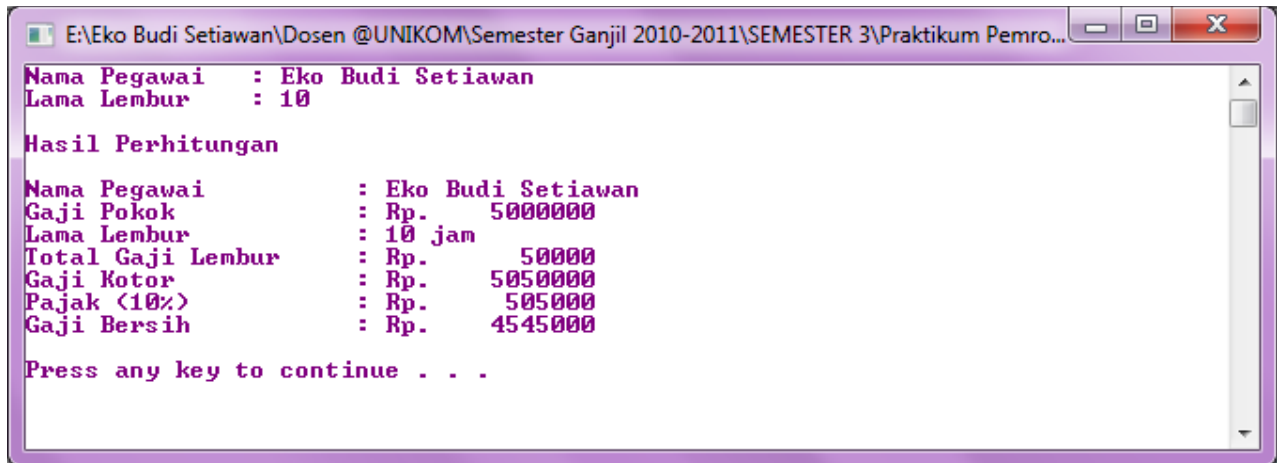 E:\Eko Budi Setiawan\Dosen @UNIKOM\Semester Ganjil 2010-2011\SEMESTER 3\Praktikum Pemro...
Nama Pegawai   : Eko Budi Setiawan
Lama Lembur    : 10
Hasil Perhitungan
Nama Pegawai          : Eko Budi Setiawan
Gaji Pokok            : Rp.    5000000
Lama Lembur           : 10 jam
Total Gaji Lembur     : Rp.      50000
Gaji Kotor            : Rp.    5050000
Pajak (10%)           : Rp.     505000
Gaji Bersih           : Rp.    4545000
Press any key to continue . . .